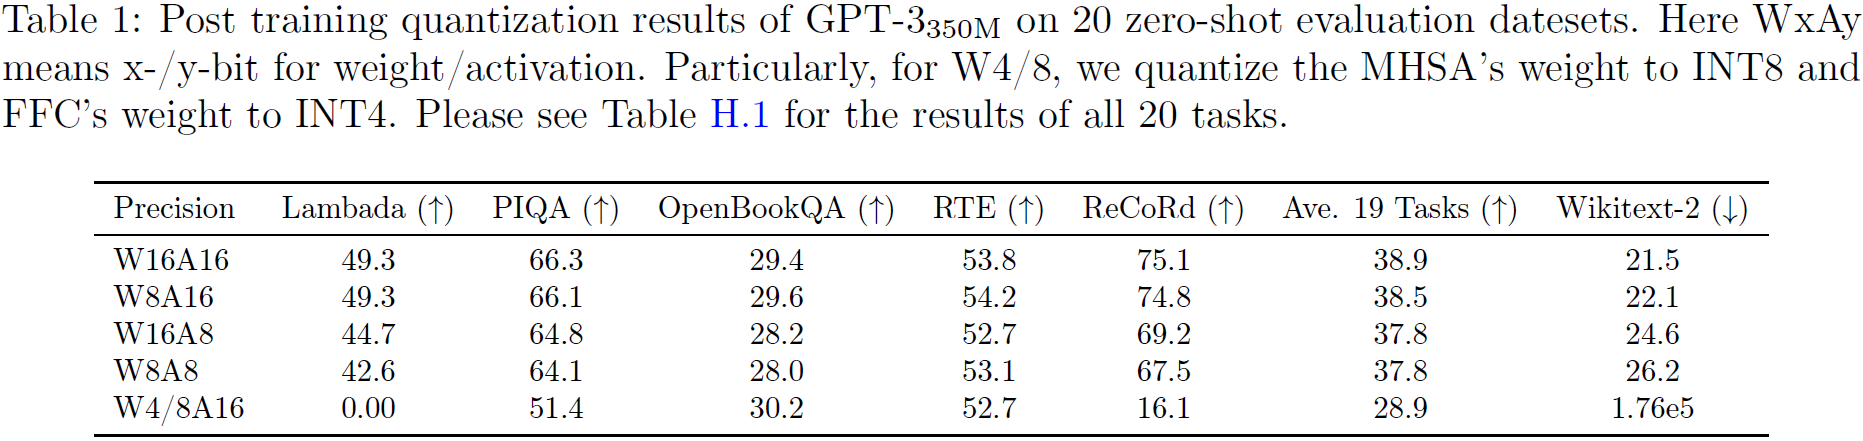 Table 1: Post training quantization results of GPT-3350M on 20 zero-shot evaluation datesets. Here WxAy
means x-/y-bit for weight/activation. Particularly, for W4/8, we quantize the MHSA's weight to INT8 and
FFC's weight to INT4. Please see Table H.1 for the results of all 20 tasks.
Precision Lambada (↑) PIQA (↑) OpenBookQA (↑) RTE (↑) ReCoRd (↑) Ave. 19 Tasks (↑) Wikitext-2 (↓)
W16A16 49.3 66.3 29.4 53.8 75.1 38.9 21.5
W8A16 49.3 66.1 29.6 54.2 74.8 38.5 22.1
W16A8 44.7 64.8 28.2 52.7 69.2 37.8 24.6
W8A8 42.6 64.1 28.0 53.1 67.5 37.8 26.2
W4/8A16 0.00 51.4 30.2 52.7 16.1 28.9 1.76e5